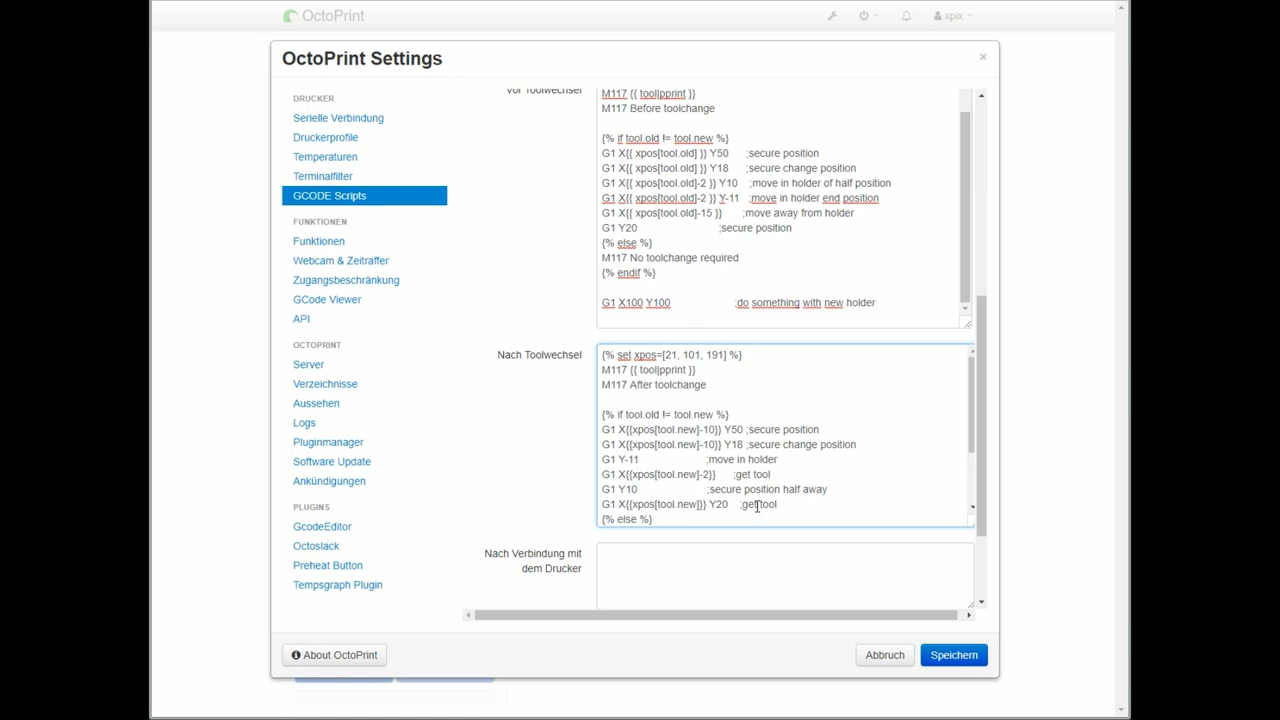 OctoPrint
xpix
OctoPrint Settings
×
DRUCKER
Serielle Verbindung
Druckerprofile
Temperaturen
Terminalfilter
GCODE Scripts
FUNKTIONEN
Funktionen
Webcam & Zeitraffer
Zugangsbeschränkung
GCode Viewer
API
OCTOPRINT
Server
Verzeichnisse
Aussehen
Logs
Pluginmanager
Software Update
Ankündigungen
PLUGINS
GcodeEditor
Octoslack
Preheat Button
Tempsgraph Plugin
Vor Toolwechsel
M117 {{ tool|pprint }}
M117 Before toolchange
{% if tool.old != tool.new %}
G1 X{{ xpos[tool.old] }} Y50 ;secure position
G1 X{{ xpos[tool.old] }} Y18 ;secure change position
G1 X{{ xpos[tool.old]-2 }} Y10 ;move in holder of half position
G1 X{{ xpos[tool.old]-2 }} Y-11 ;move in holder end position
G1 X{{ xpos[tool.old]-15 }} ;move away from holder
G1 Y20 ;secure position
{% else %}
M117 No toolchange required
{% endif %}
G1 X100 Y100 ;do something with new holder
Nach Toolwechsel
{% set xpos=[21, 101, 191] %}
M117 {{ tool|pprint }}
M117 After toolchange
{% if tool.old != tool.new %}
G1 X{{xpos[tool.new]-10}} Y50 ;secure position
G1 X{{xpos[tool.new]-10}} Y18 ;secure change position
G1 Y-11 ;move in holder
G1 X{{xpos[tool.new]-2}} ;get tool
G1 Y10 ;secure position half away
G1 X{{xpos[tool.new]}} Y20 ;get tool
{% else %}
Nach Verbindung mit
dem Drucker
About OctoPrint
Abbruch
Speichern